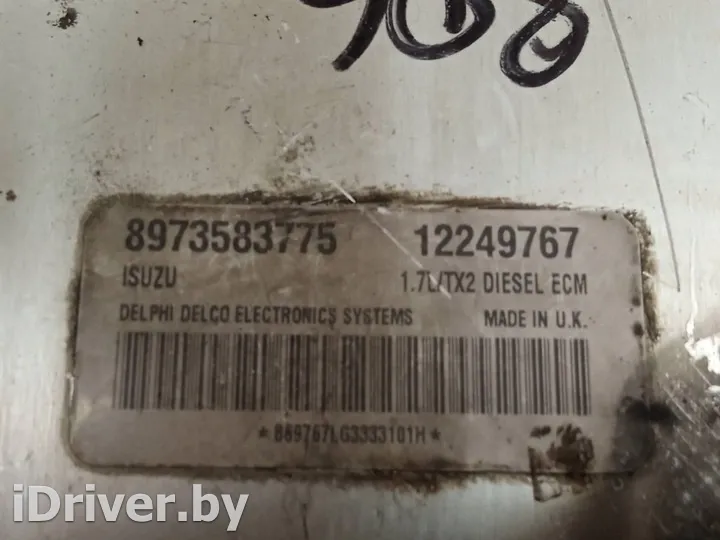 8973583775 12249767
ISUZU 1.7L/TX2 DIESEL ECM
DELPHI DELCO ELECTRONICS SYSTEMS MADE IN U.K.
*889767LG3333101H*
iDriver.by